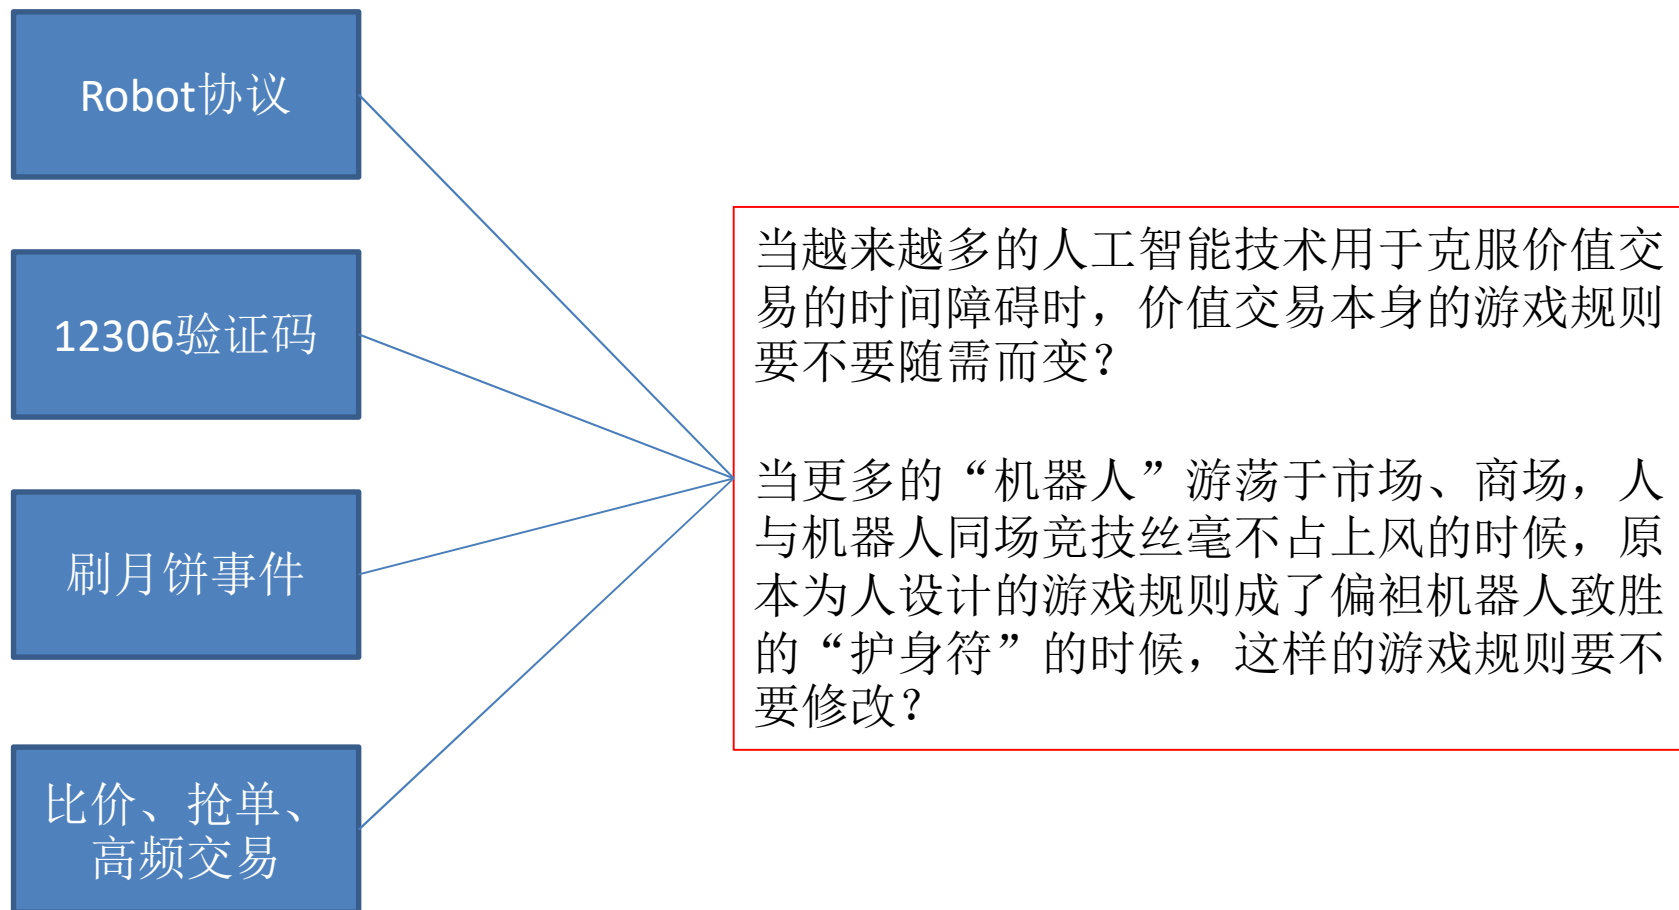 Robot协议
12306验证码
刷月饼事件
比价、抢单、
高频交易
当越来越多的人工智能技术用于克服价值交
易的时间障碍时，价值交易本身的游戏规则
要不要随需而变？
当更多的“机器人”游荡于市场、商场，人
与机器人同场竞技丝毫不占上风的时候，原
本为人设计的游戏规则成了偏袒机器人致胜
的“护身符”的时候，这样的游戏规则要不
要修改？